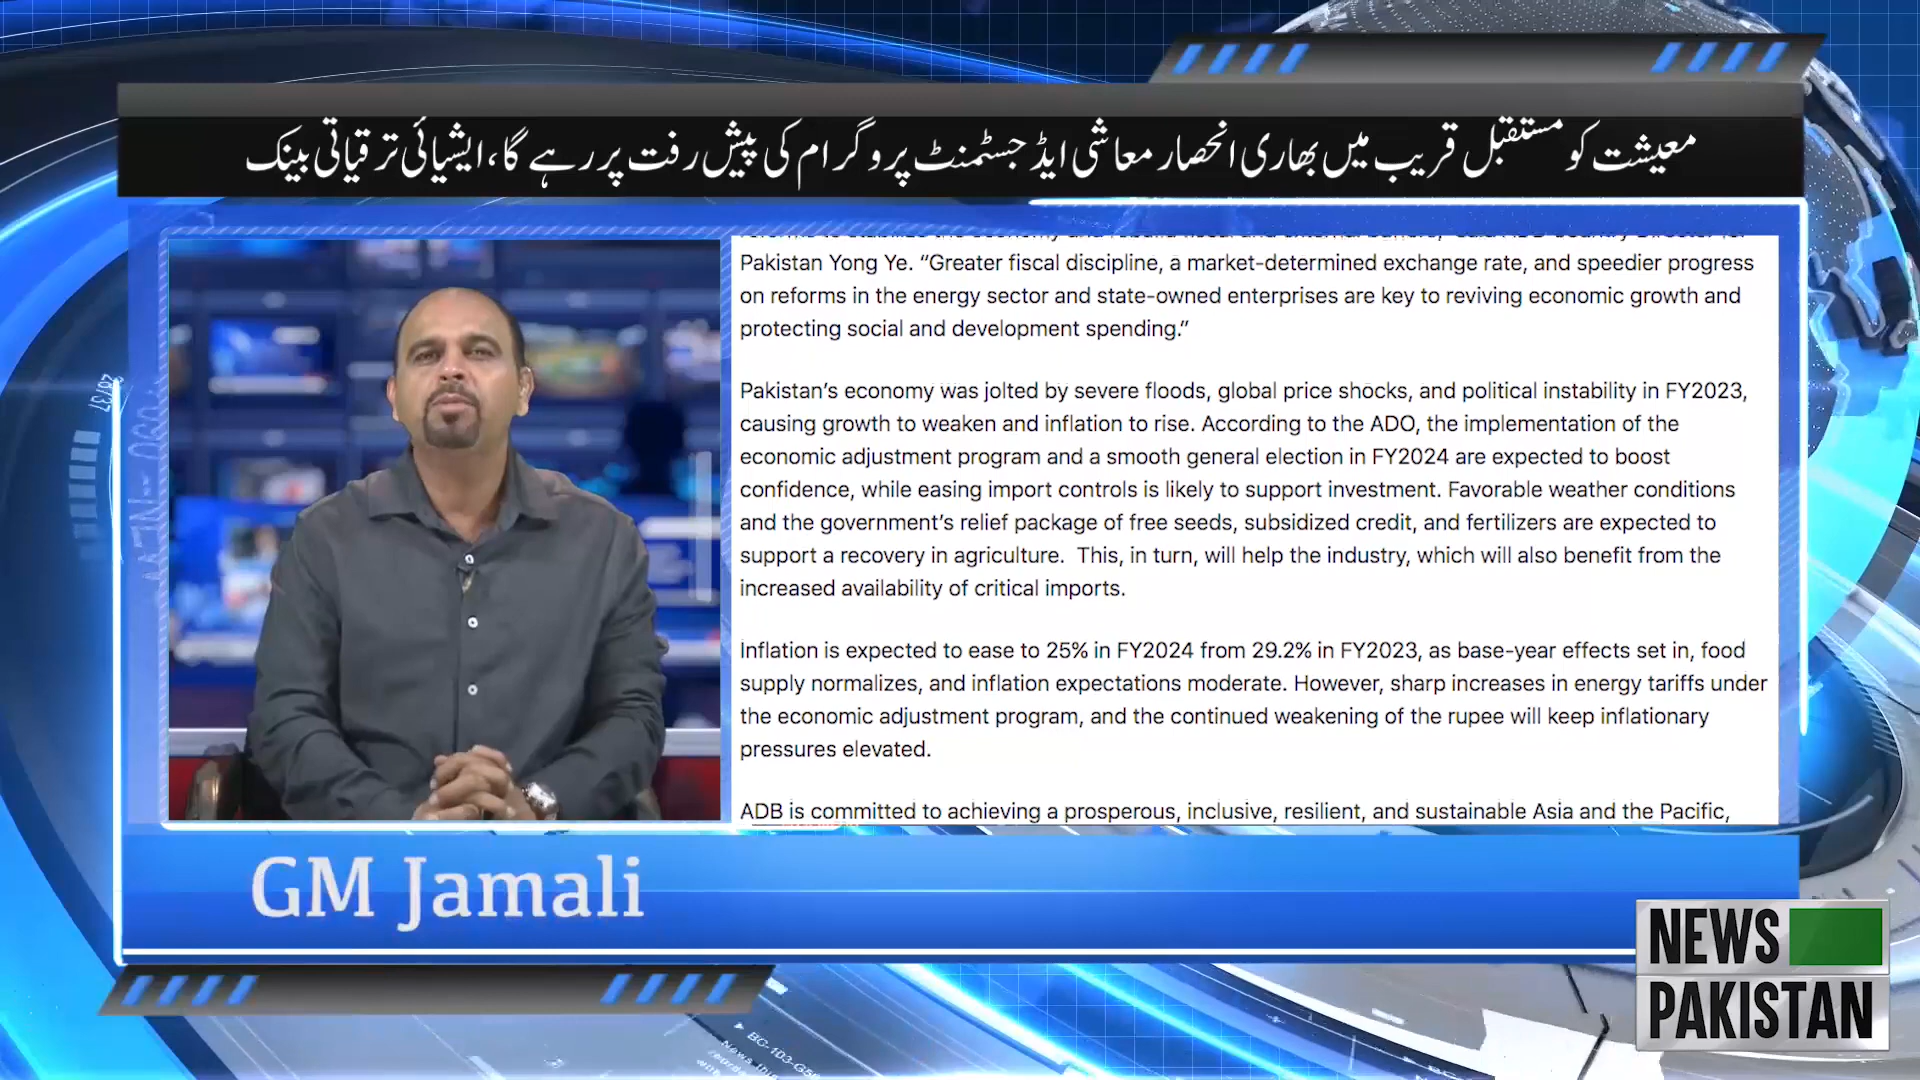 معیشت کو مستقبل قریب میں بھاری انحصار معاشی ایڈجسٹمنٹ پروگرام کی پیش رفت پر رہے گا، ایشیائی ترقیاتی بینک
Pakistan Yong Ye. “Greater fiscal discipline, a market-determined exchange rate, and speedier progress
on reforms in the energy sector and state-owned enterprises are key to reviving economic growth and
protecting social and development spending.”
Pakistan’s economy was jolted by severe floods, global price shocks, and political instability in FY2023,
causing growth to weaken and inflation to rise. According to the ADO, the implementation of the
economic adjustment program and a smooth general election in FY2024 are expected to boost
confidence, while easing import controls is likely to support investment. Favorable weather conditions
and the government’s relief package of free seeds, subsidized credit, and fertilizers are expected to
support a recovery in agriculture.  This, in turn, will help the industry, which will also benefit from the
increased availability of critical imports.
Inflation is expected to ease to 25% in FY2024 from 29.2% in FY2023, as base-year effects set in, food
supply normalizes, and inflation expectations moderate. However, sharp increases in energy tariffs under
the economic adjustment program, and the continued weakening of the rupee will keep inflationary
pressures elevated.
ADB is committed to achieving a prosperous, inclusive, resilient, and sustainable Asia and the Pacific,
GM Jamali
NEWS
PAKISTAN